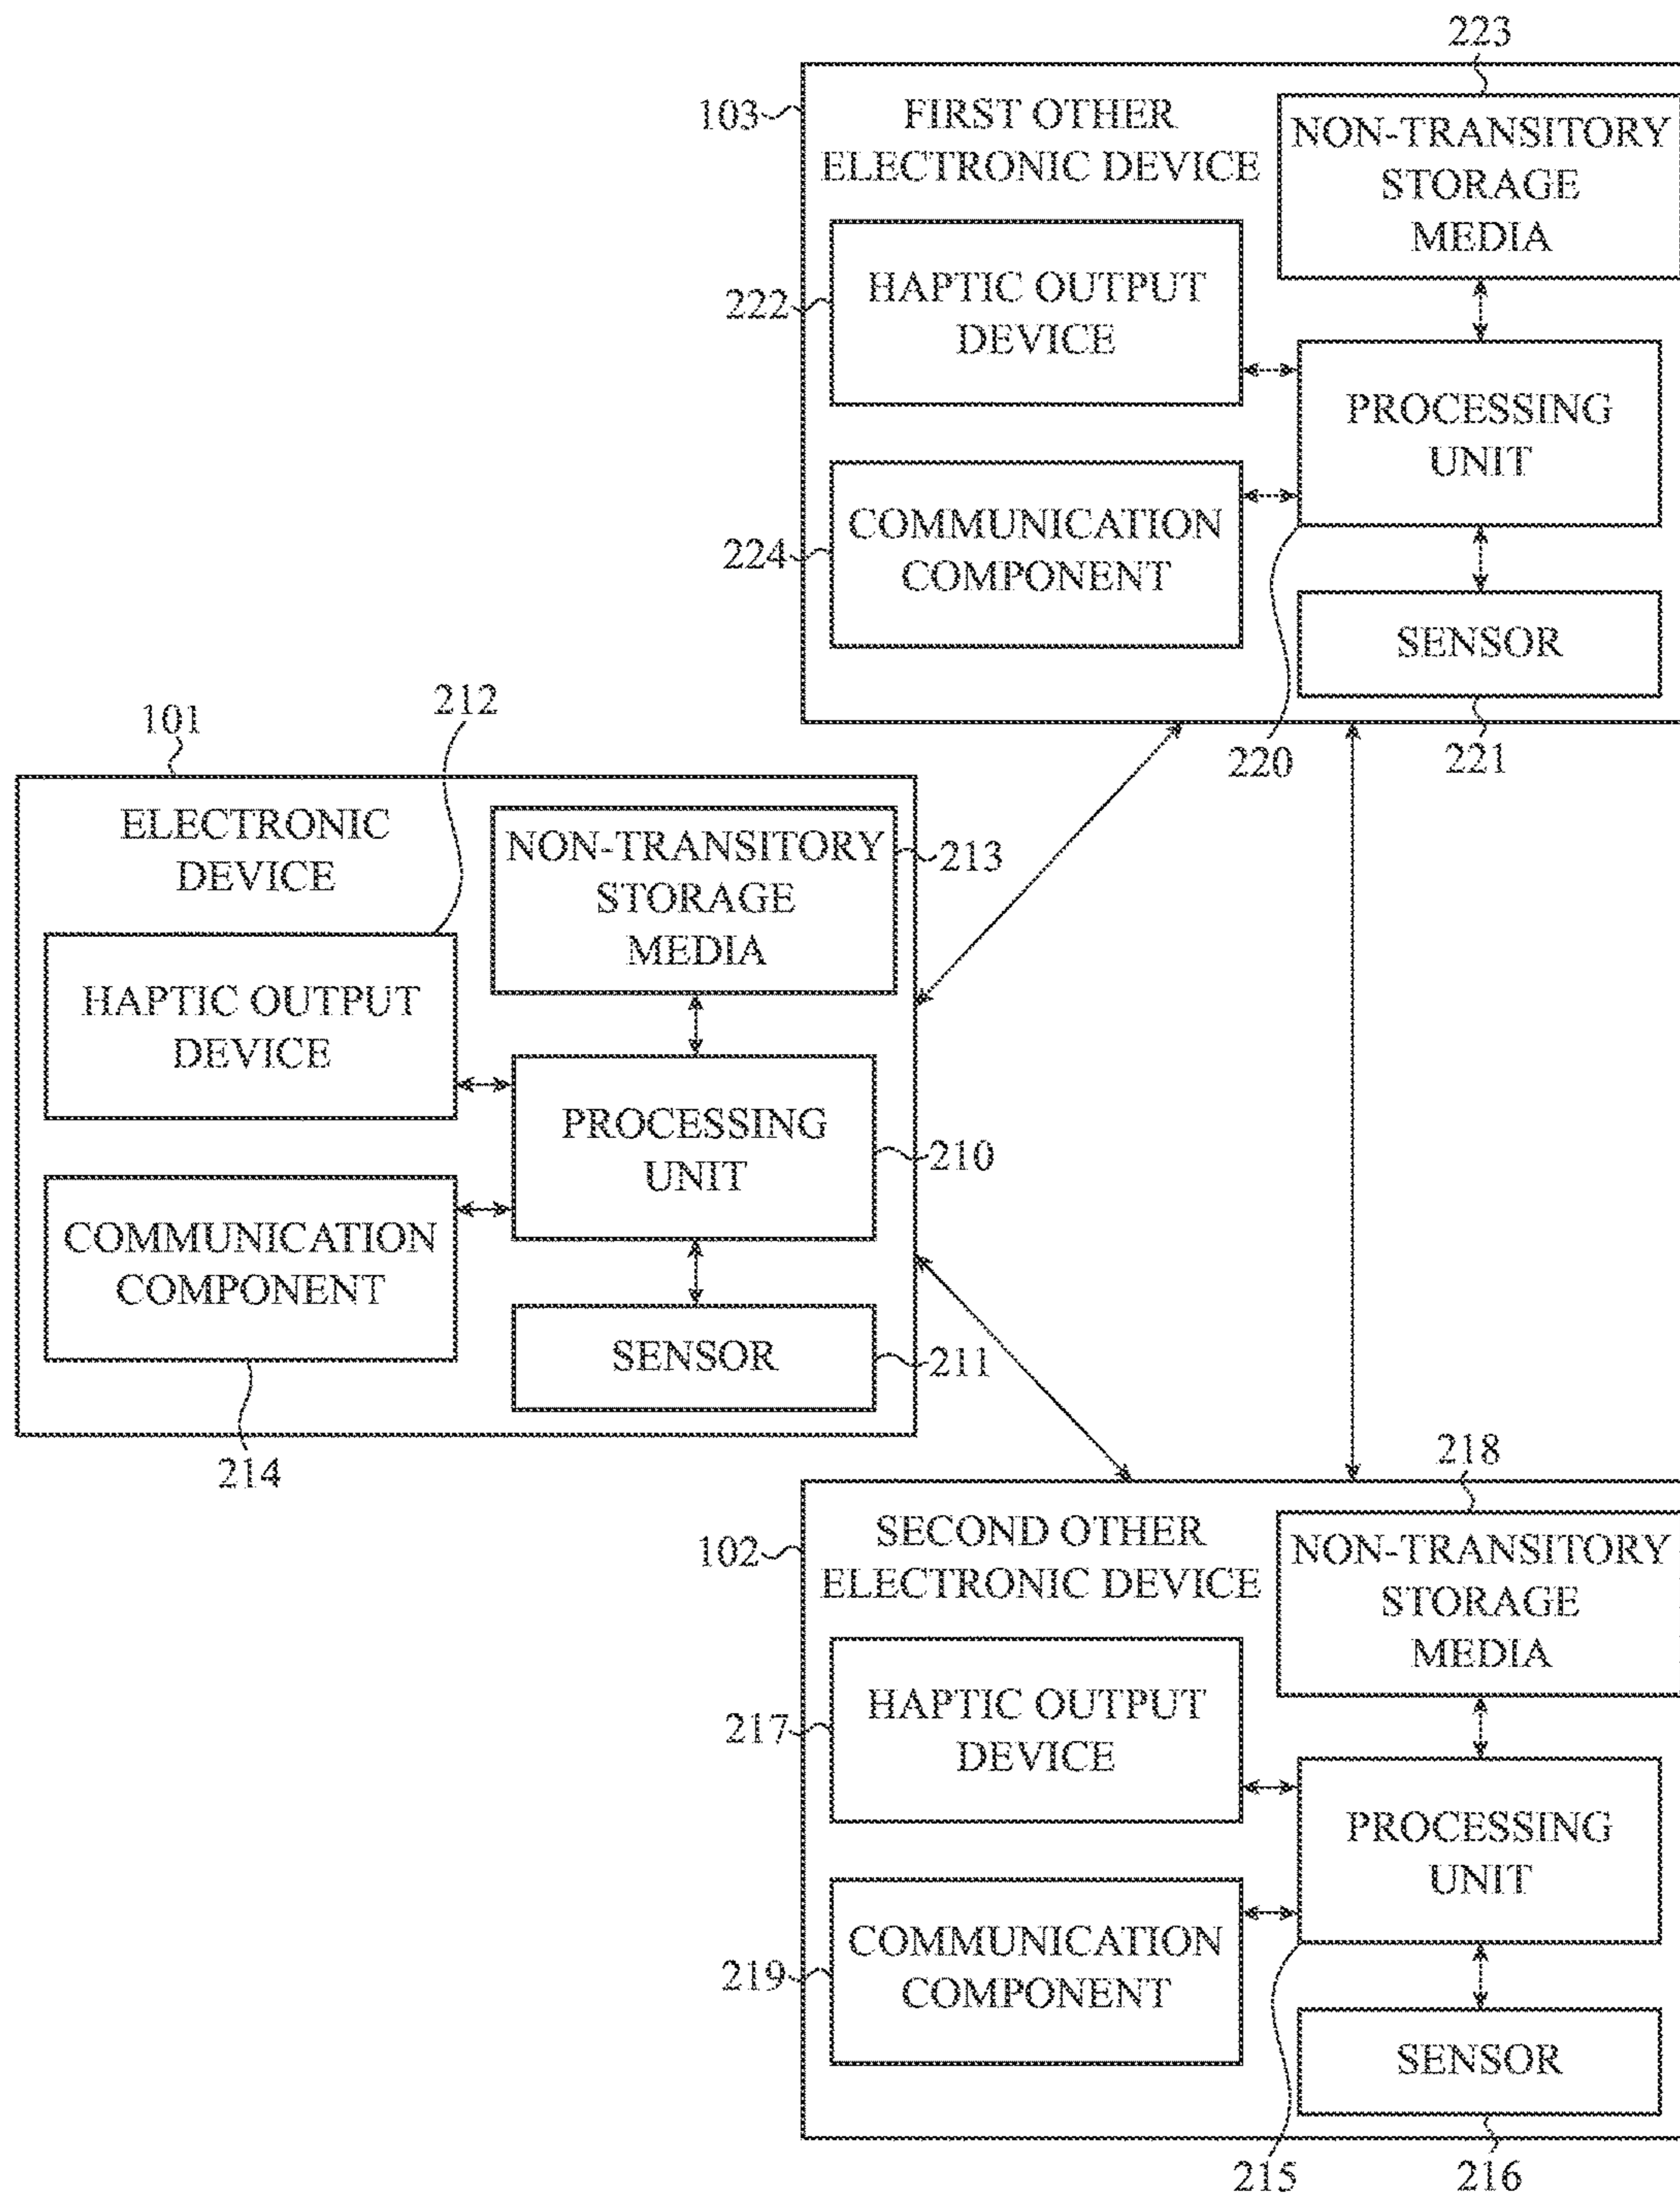 223
103
FIRST OTHER
ELECTRONIC DEVICE
NON-TRANSITORY
STORAGE
MEDIA
222
HAPTIC OUTPUT
DEVICE
PROCESSING
UNIT
224
COMMUNICATION
COMPONENT
SENSOR
220
221
101
212
ELECTRONIC
DEVICE
NON-TRANSITORY
STORAGE
MEDIA
213
HAPTIC OUTPUT
DEVICE
PROCESSING
UNIT
210
COMMUNICATION
COMPONENT
SENSOR
211
214
218
102
SECOND OTHER
ELECTRONIC DEVICE
NON-TRANSITORY
STORAGE
MEDIA
217
HAPTIC OUTPUT
DEVICE
PROCESSING
UNIT
219
COMMUNICATION
COMPONENT
SENSOR
215
216